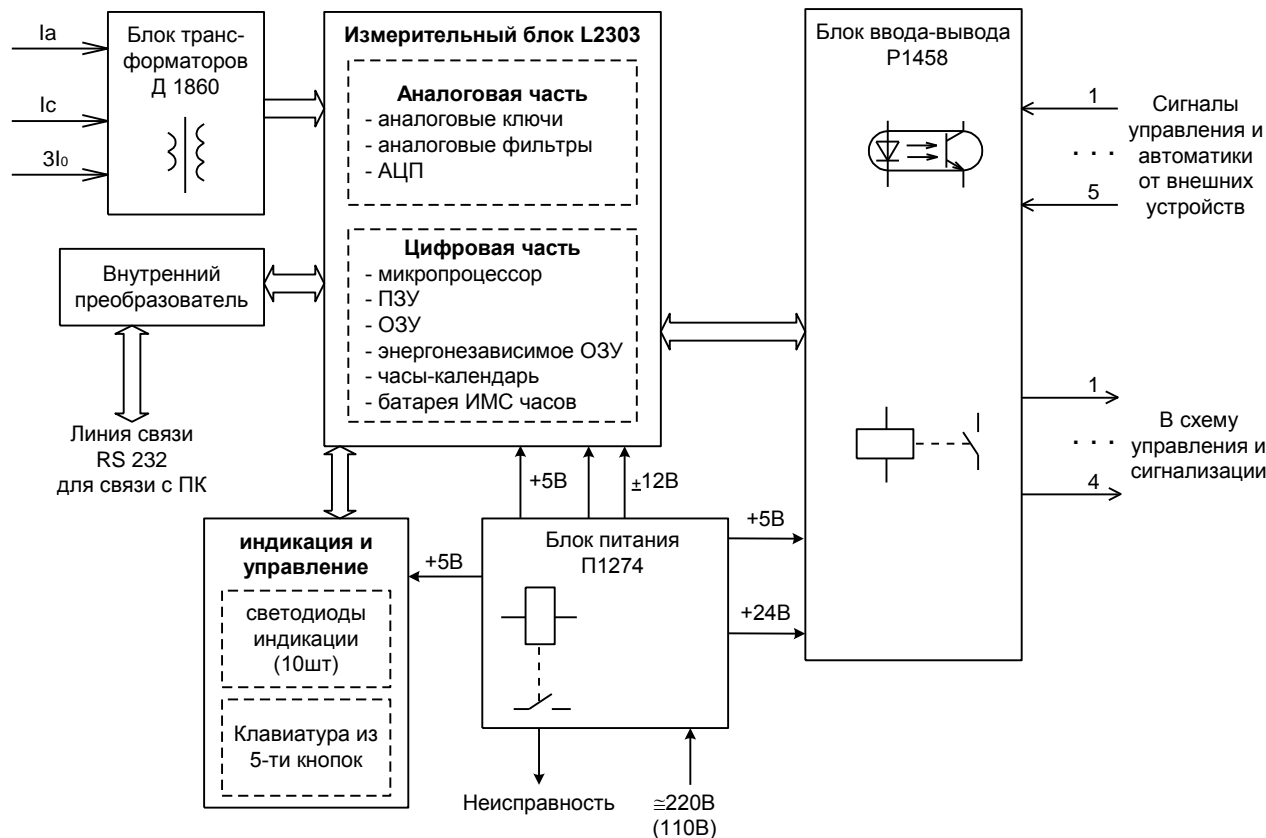 Ia
Ic
3I0
Блок транс-
форматоров
Д 1860
Измерительный блок L2303
Аналоговая часть
- аналоговые ключи
- аналоговые фильтры
- АЦП
Цифровая часть
- микропроцессор
- ПЗУ
- ОЗУ
- энергонезависимое ОЗУ
- часы-календарь
- батарея ИМС часов
Блок ввода-вывода
Р1458
1
. . .
5
Сигналы
управления и
автоматики
от внешних
устройств
Внутренний
преобразователь
Линия связи
RS 232
для связи с ПК
1
. . .
4
В схему
управления и
сигнализации
+5В
±12В
индикация и
управление
светодиоды
индикации
(10шт)
Клавиатура из
5-ти кнопок
+5В
Блок питания
П1274
+5В
+24В
Неисправность
≅220В
(110В)